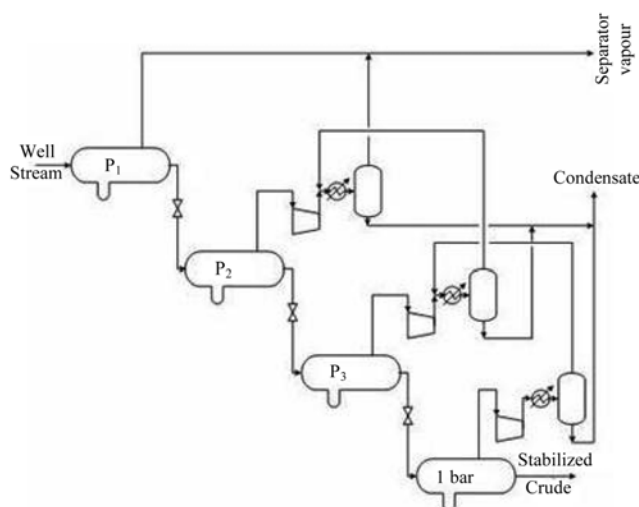 Separator
vapour
Well
Stream
P₁
Condensate
P₂
P₃
1 bar
Stabilized
Crude